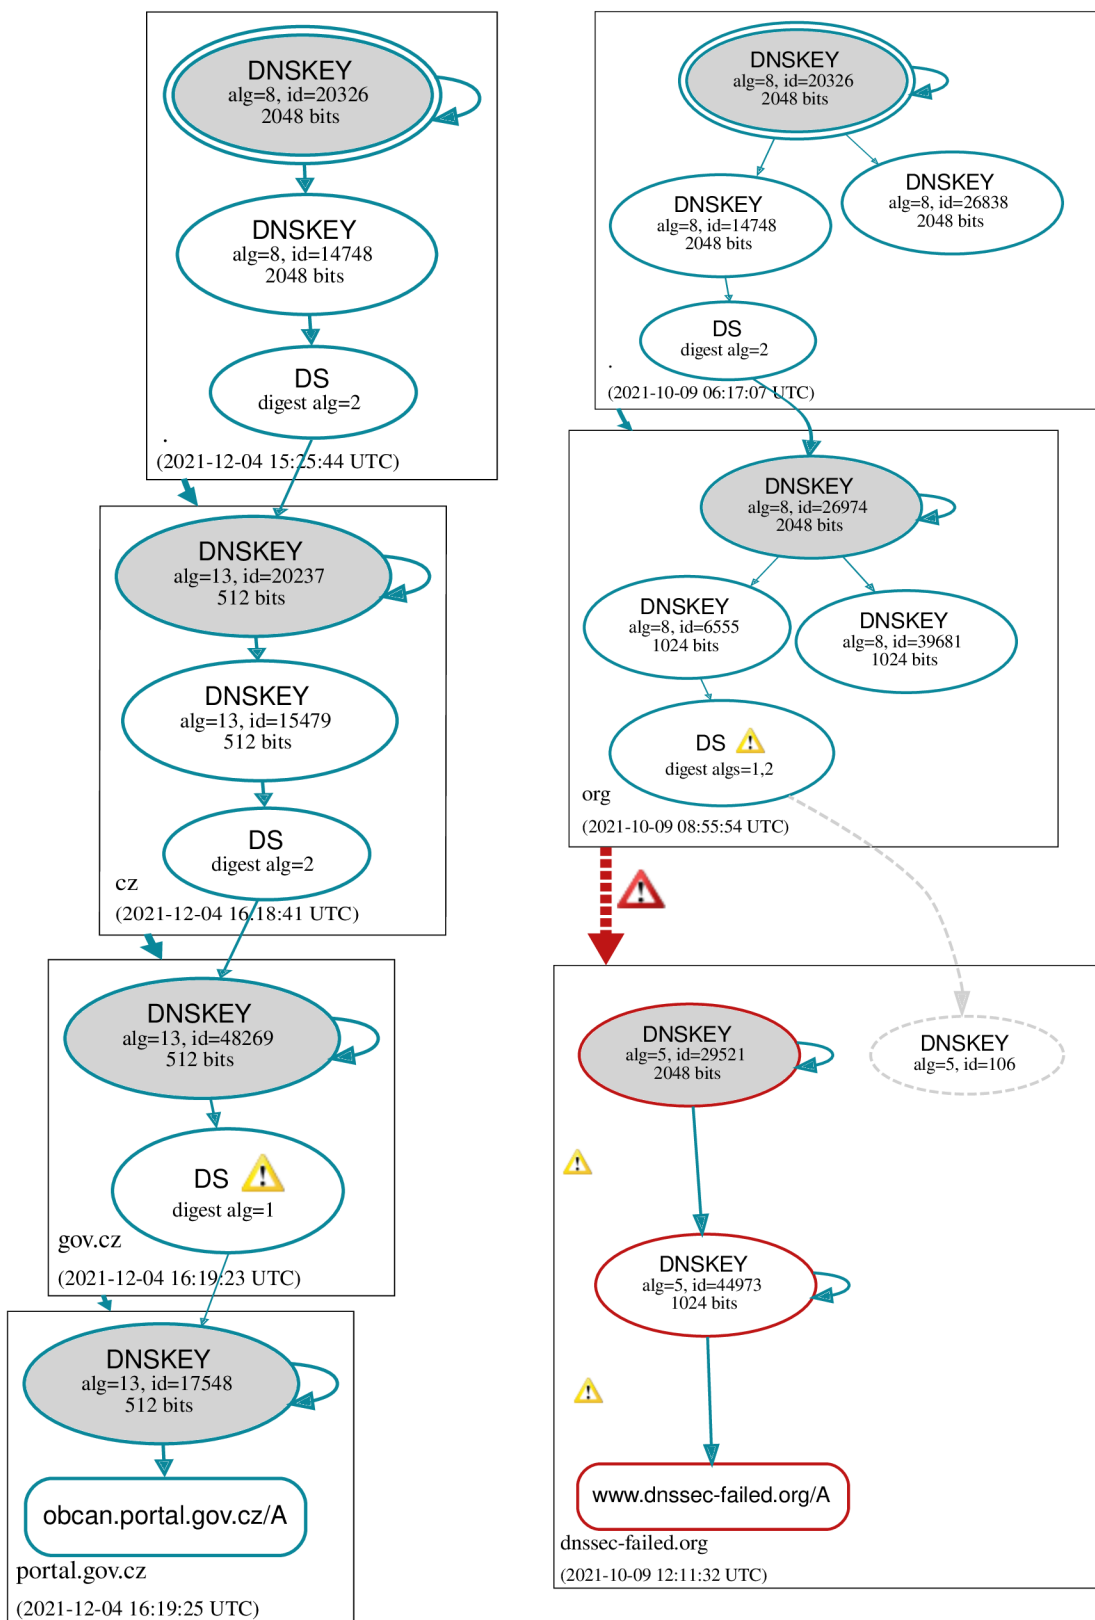 DNSKEY
alg=8, id=20326
2048 bits
DNSKEY
alg=8, id=14748
2048 bits
DS
digest alg=2
.
(2021-12-04 15:25:44 UTC)
DNSKEY
alg=13, id=20237
512 bits
DNSKEY
alg=13, id=15479
512 bits
DS
digest alg=2
cz
(2021-12-04 16:18:41 UTC)
DNSKEY
alg=13, id=48269
512 bits
DS
digest alg=1
gov.cz
(2021-12-04 16:19:23 UTC)
DNSKEY
alg=13, id=17548
512 bits
obcan.portal.gov.cz/A
portal.gov.cz
(2021-12-04 16:19:25 UTC)
DNSKEY
alg=8, id=20326
2048 bits
DNSKEY
alg=8, id=14748
2048 bits
DNSKEY
alg=8, id=26838
2048 bits
DS
digest alg=2
.
(2021-10-09 06:17:07 UTC)
DNSKEY
alg=8, id=26974
2048 bits
DNSKEY
alg=8, id=6555
1024 bits
DNSKEY
alg=8, id=39681
1024 bits
DS
digest algs=1,2
org
(2021-10-09 08:55:54 UTC)
DNSKEY
alg=5, id=29521
2048 bits
DNSKEY
alg=5, id=106
DNSKEY
alg=5, id=44973
1024 bits
www.dnssec-failed.org/A
dnssec-failed.org
(2021-10-09 12:11:32 UTC)